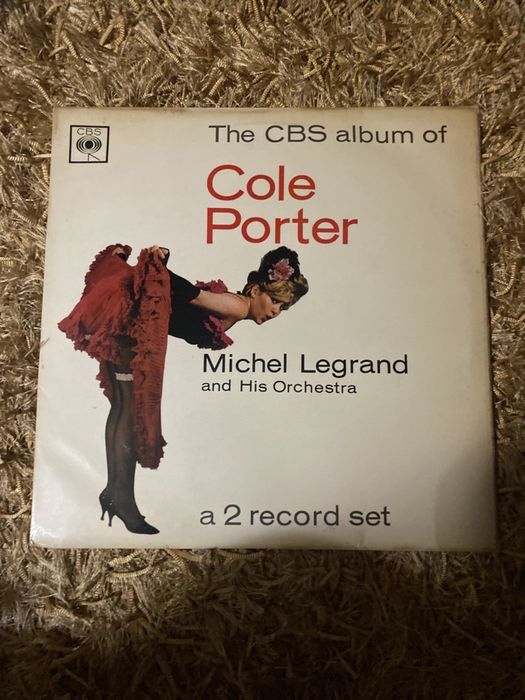 CBS
The CBS album of
Cole
Porter
Michel Legrand
and His Orchestra
a 2 record set